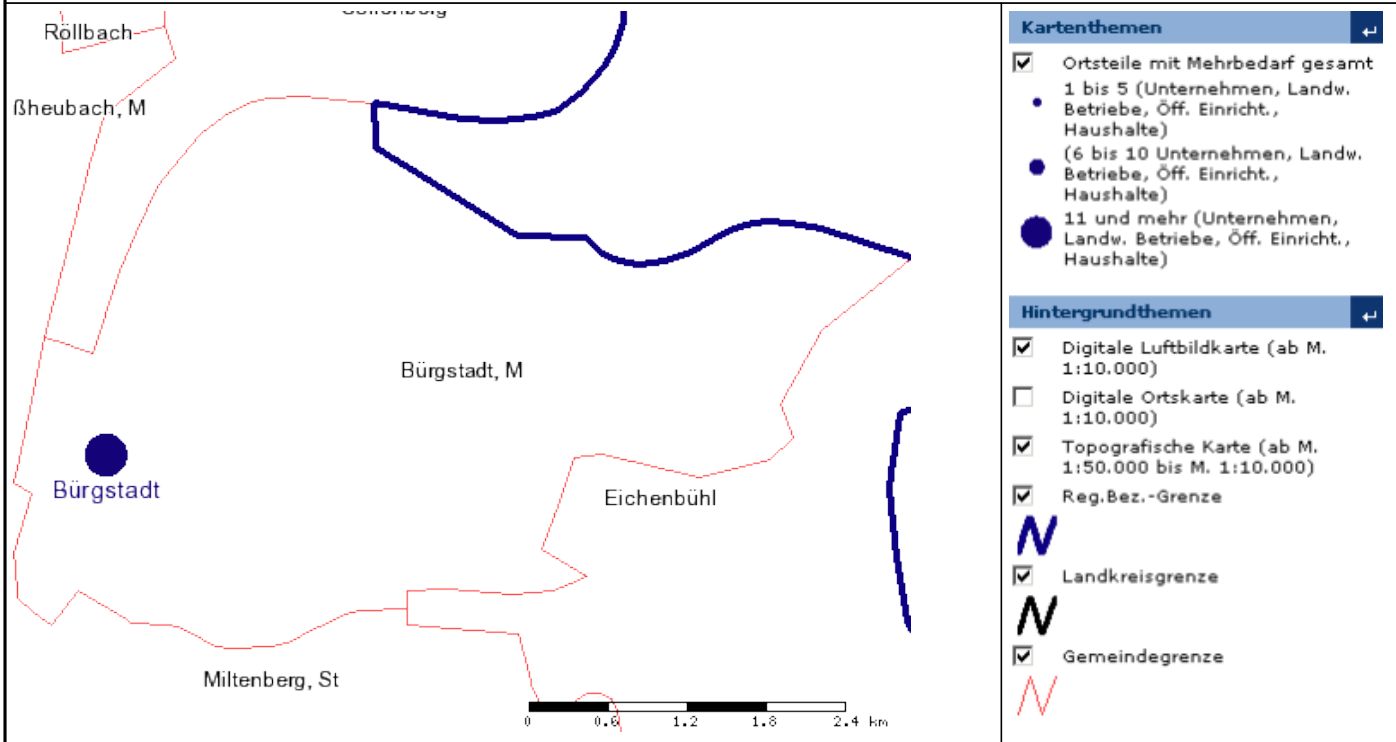 Röllbach
ßheubach, M
Bürgstadt, M
Bürgstadt
Eichenbühl
Miltenberg, St
0 0.6 1.2 1.8 2.4 km
Kartenthemen
Ortsteile mit Mehrbedarf gesamt
1 bis 5 (Unternehmen, Landw.
Betriebe, Öff. Einricht.,
Haushalte)
(6 bis 10 Unternehmen, Landw.
Betriebe, Öff. Einricht.,
Haushalte)
11 und mehr (Unternehmen,
Landw. Betriebe, Öff. Einricht.,
Haushalte)
Hintergrundthemen
Digitale Luftbildkarte (ab M.
1:10.000)
Digitale Ortskarte (ab M.
1:10.000)
Topografische Karte (ab M.
1:50.000 bis M. 1:10.000)
Reg.Bez.-Grenze
Landkreisgrenze
Gemeindegrenze